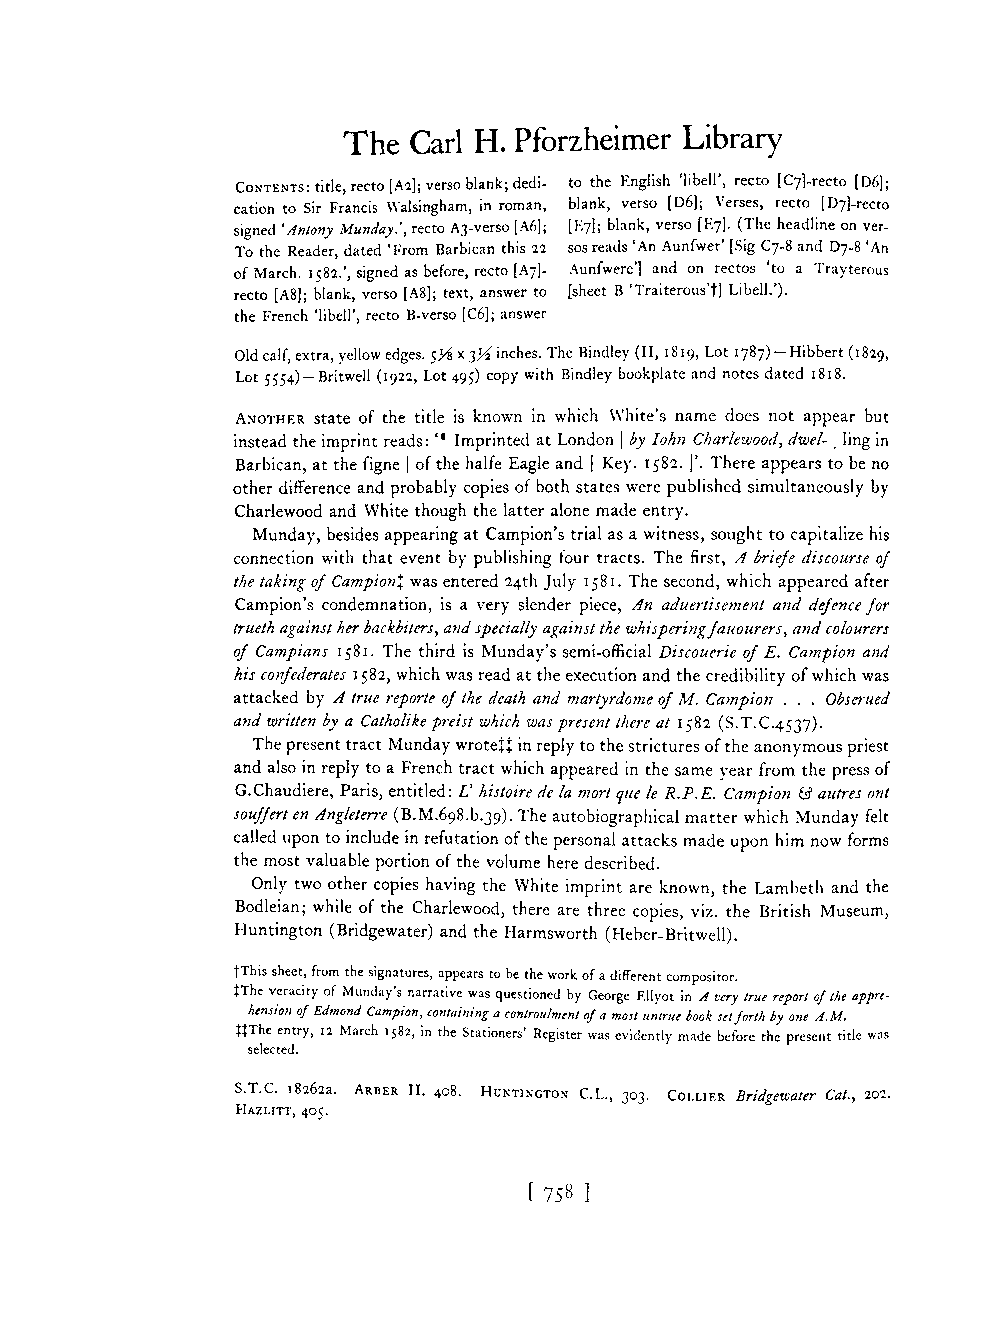 The Carl H. Pforzheimer Library
CONTENTS: title, recto [A2]; verso blank; dedi-
cation to Sir Francis Walsingham, in roman,
signed 'Antony Munday.', recto A3-verso [A6];
To the Reader, dated 'From Barbican this 22
of March. 1582.', signed as before, recto [A7]-
recto [A8]; blank, verso [A8]; text, answer to
the French 'libell', recto B-verso [C6]; answer
to the English 'libell', recto [C7]-recto [D6];
blank, verso [D6]; Verses, recto [D7]-recto
[E7]; blank, verso [E7]. (The headline on ver-
sos reads 'An Aunſwer' [Sig C7-8 and D7-8 'An
Aunſwere'] and on rectos 'to a Trayterous
[sheet B 'Traiterous'†] Libell.').
Old calf, extra, yellow edges. 5⅛ x 3½ inches. The Bindley (II, 1819, Lot 1787)—Hibbert (1829,
Lot 5554)—Britwell (1922, Lot 495) copy with Bindley bookplate and notes dated 1818.
ANOTHER state of the title is known in which White's name does not appear but
instead the imprint reads: '¶ Imprinted at London | by Iohn Charlewood, dwel- | ling in
Barbican, at the ſigne | of the halfe Eagle and | Key. 1582. |'. There appears to be no
other difference and probably copies of both states were published simultaneously by
Charlewood and White though the latter alone made entry.
Munday, besides appearing at Campion's trial as a witness, sought to capitalize his
connection with that event by publishing four tracts. The first, A briefe discourse of
the taking of Campion‡ was entered 24th July 1581. The second, which appeared after
Campion's condemnation, is a very slender piece, An aduertisement and defence for
trueth against her backbiters, and specially against the whispering fauourers, and colourers
of Campians 1581. The third is Munday's semi-official Discouerie of E. Campion and
his confederates 1582, which was read at the execution and the credibility of which was
attacked by A true reporte of the death and martyrdome of M. Campion . . . Obserued
and written by a Catholike preist which was present there at 1582 (S.T.C.4537).
The present tract Munday wrote‡‡ in reply to the strictures of the anonymous priest
and also in reply to a French tract which appeared in the same year from the press of
G.Chaudiere, Paris, entitled: L' histoire de la mort que le R.P.E. Campion & autres ont
souffert en Angleterre (B.M.698.b.39). The autobiographical matter which Munday felt
called upon to include in refutation of the personal attacks made upon him now forms
the most valuable portion of the volume here described.
Only two other copies having the White imprint are known, the Lambeth and the
Bodleian; while of the Charlewood, there are three copies, viz. the British Museum,
Huntington (Bridgewater) and the Harmsworth (Heber-Britwell).
†This sheet, from the signatures, appears to be the work of a different compositor.
‡The veracity of Munday's narrative was questioned by George Ellyot in A very true report of the appre-
hension of Edmond Campion, containing a controulment of a most untrue book set forth by one A.M.
‡‡The entry, 12 March 1582, in the Stationers' Register was evidently made before the present title was
selected.
S.T.C. 18262a. ARBER II. 408. HUNTINGTON C.L., 303. COLLIER Bridgewater Cat., 202.
HAZLITT, 405.
[ 758 ]